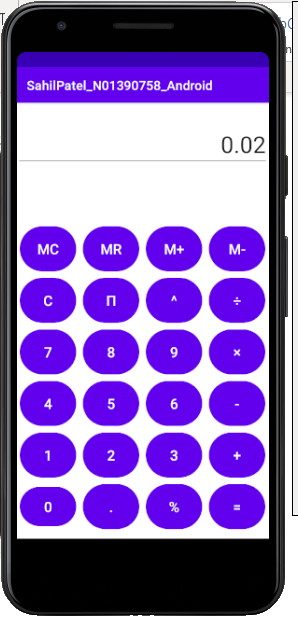 SahilPatel_N01390758_Android
0.02
MC MR M+ M-
C Π ^ ÷
7 8 9 ×
4 5 6 -
1 2 3 +
0 . % =